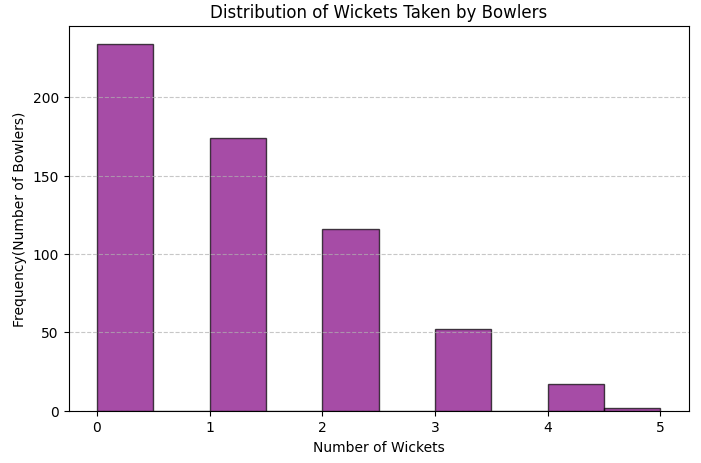 Distribution of Wickets Taken by Bowlers
Frequency(Number of Bowlers)
200
150
100
50
0
0 1 2 3 4 5
Number of Wickets